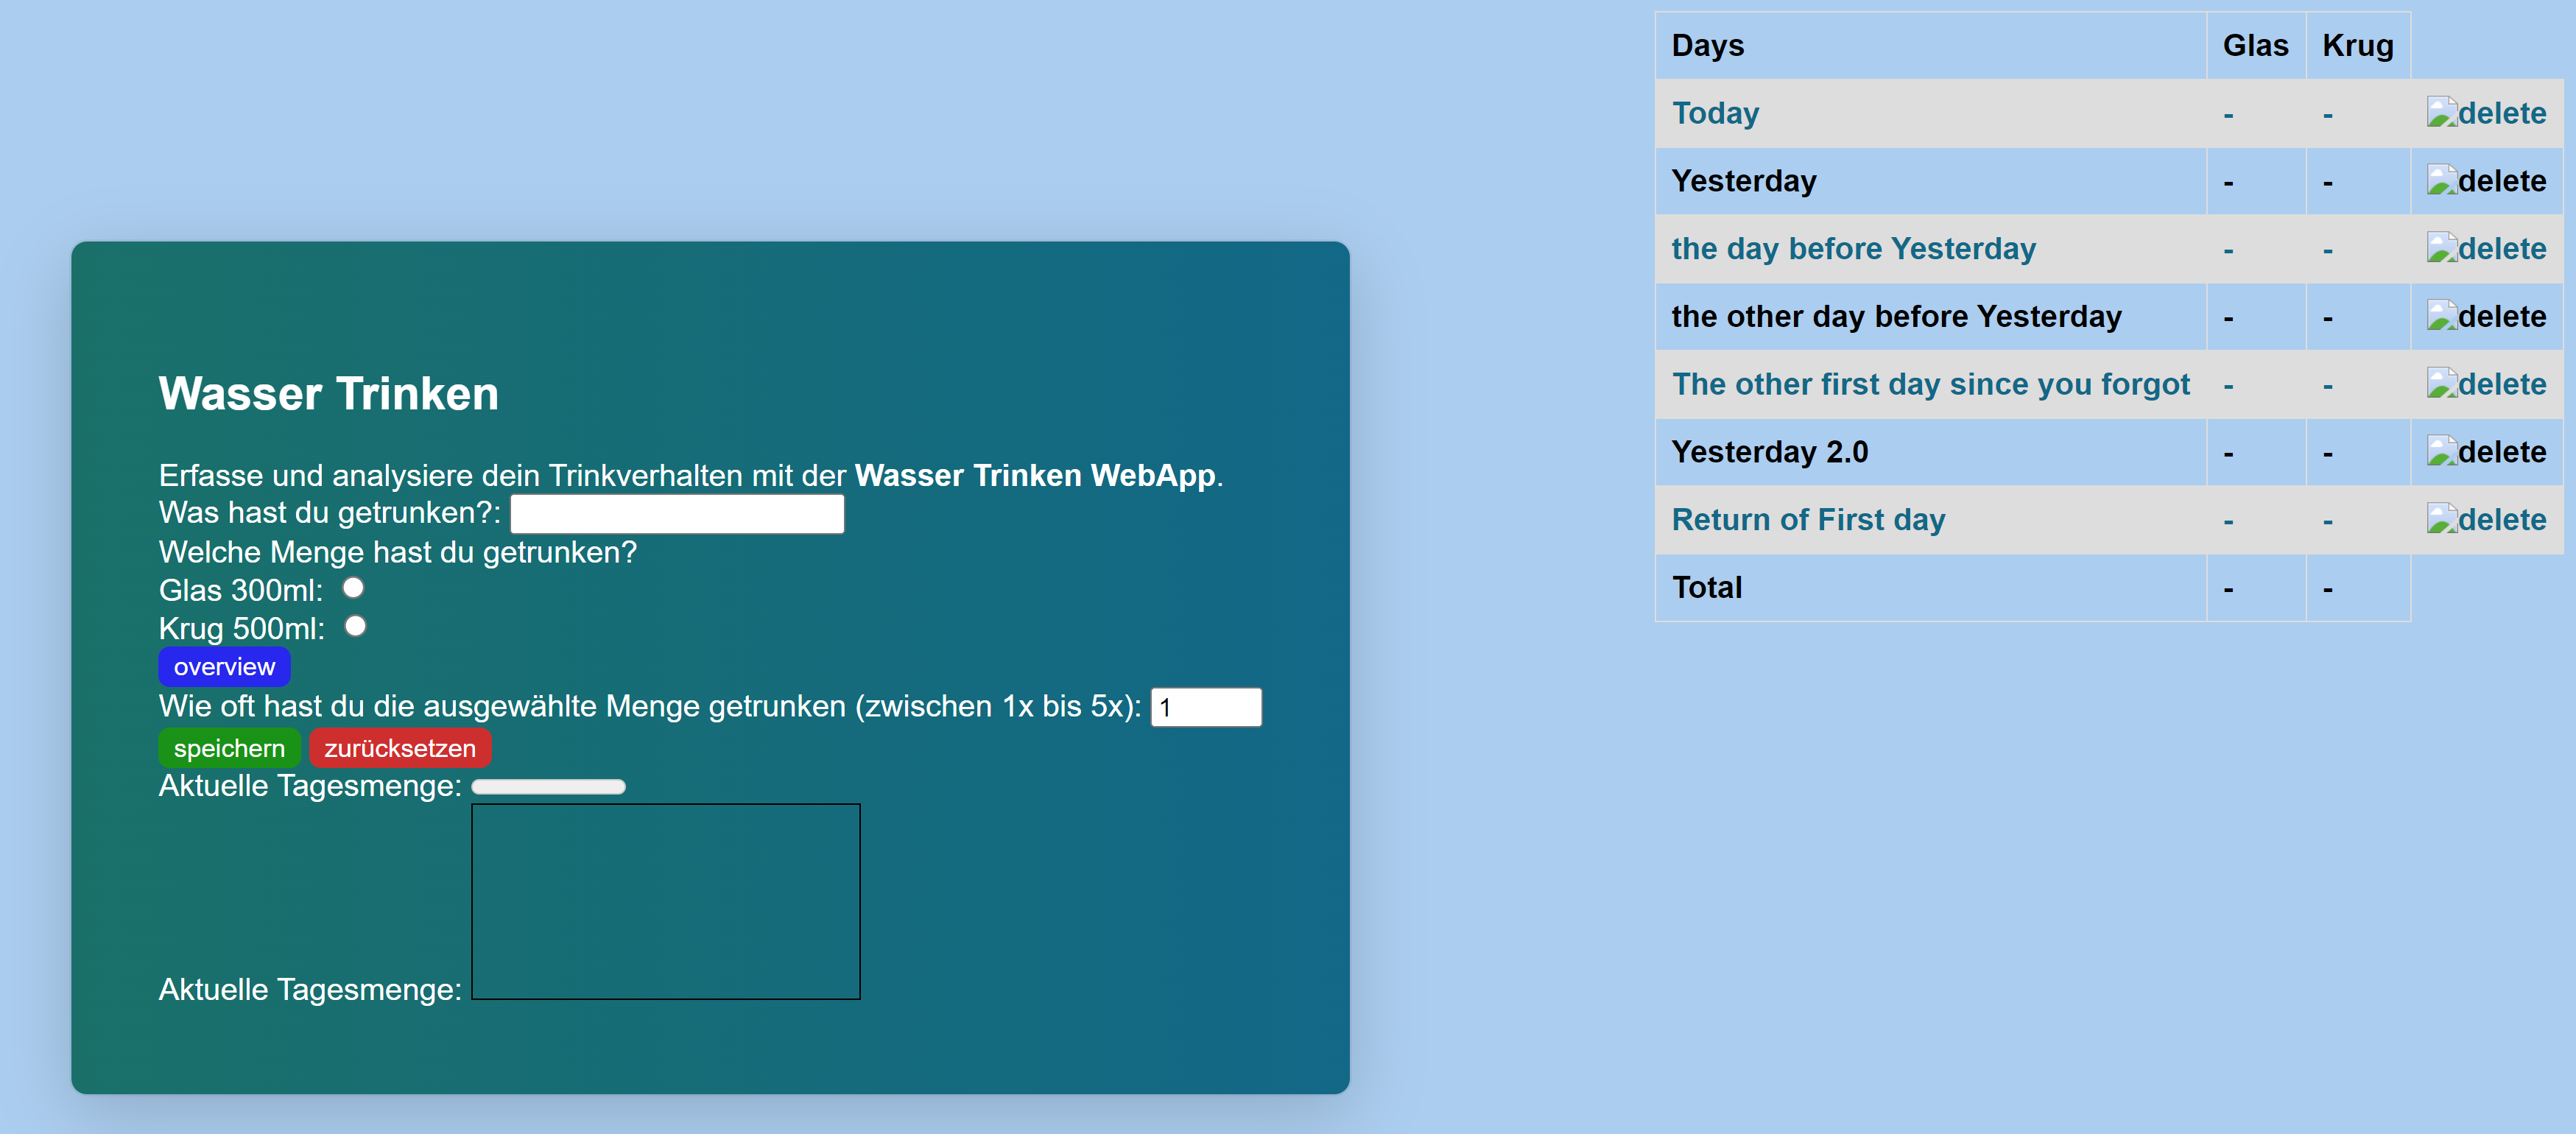 Wasser Trinken
Erfasse und analysiere dein Trinkverhalten mit der Wasser Trinken WebApp.
Was hast du getrunken?:
Welche Menge hast du getrunken?
Glas 300ml:
Krug 500ml:
overview
Wie oft hast du die ausgewählte Menge getrunken (zwischen 1x bis 5x): 1
speichern zurücksetzen
Aktuelle Tagesmenge:
Aktuelle Tagesmenge:
Days Glas Krug
Today - - delete
Yesterday - - delete
the day before Yesterday - - delete
the other day before Yesterday - - delete
The other first day since you forgot - - delete
Yesterday 2.0 - - delete
Return of First day - - delete
Total - -